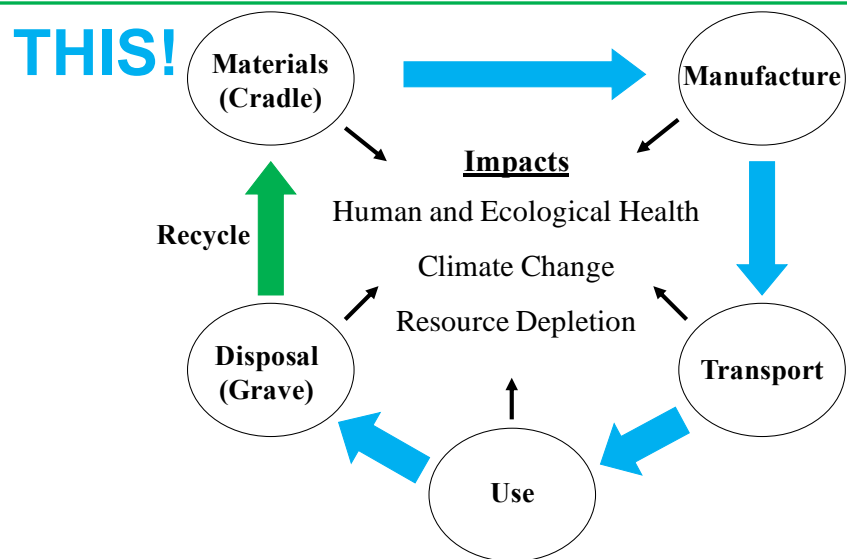 THIS!
Materials
(Cradle)
Manufacture
Impacts
Human and Ecological Health
Climate Change
Resource Depletion
Recycle
Disposal
(Grave)
Transport
Use